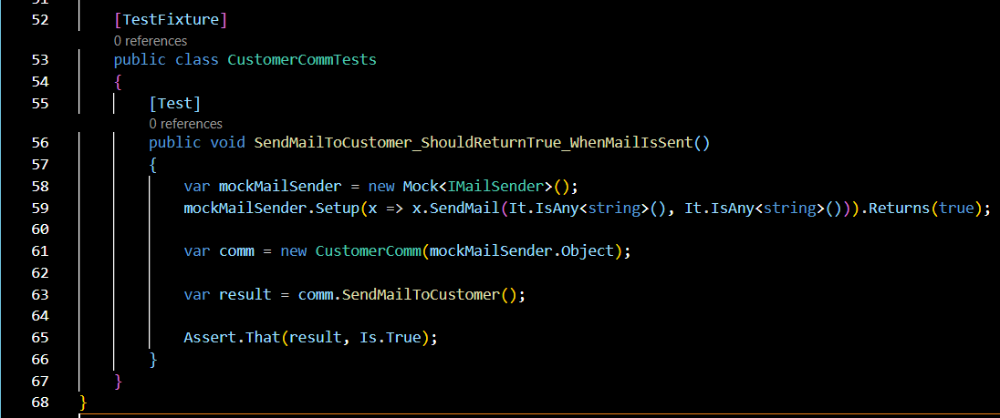 51
52 [TestFixture]
0 references
53 public class CustomerCommTests
54 {
55 [Test]
0 references
56 public void SendMailToCustomer_ShouldReturnTrue_WhenMailIsSent()
57 {
58 var mockMailSender = new Mock<IMailSender>();
59 mockMailSender.Setup(x => x.SendMail(It.IsAny<string>(), It.IsAny<string>())).Returns(true);
60
61 var comm = new CustomerComm(mockMailSender.Object);
62
63 var result = comm.SendMailToCustomer();
64
65 Assert.That(result, Is.True);
66 }
67 }
68 }